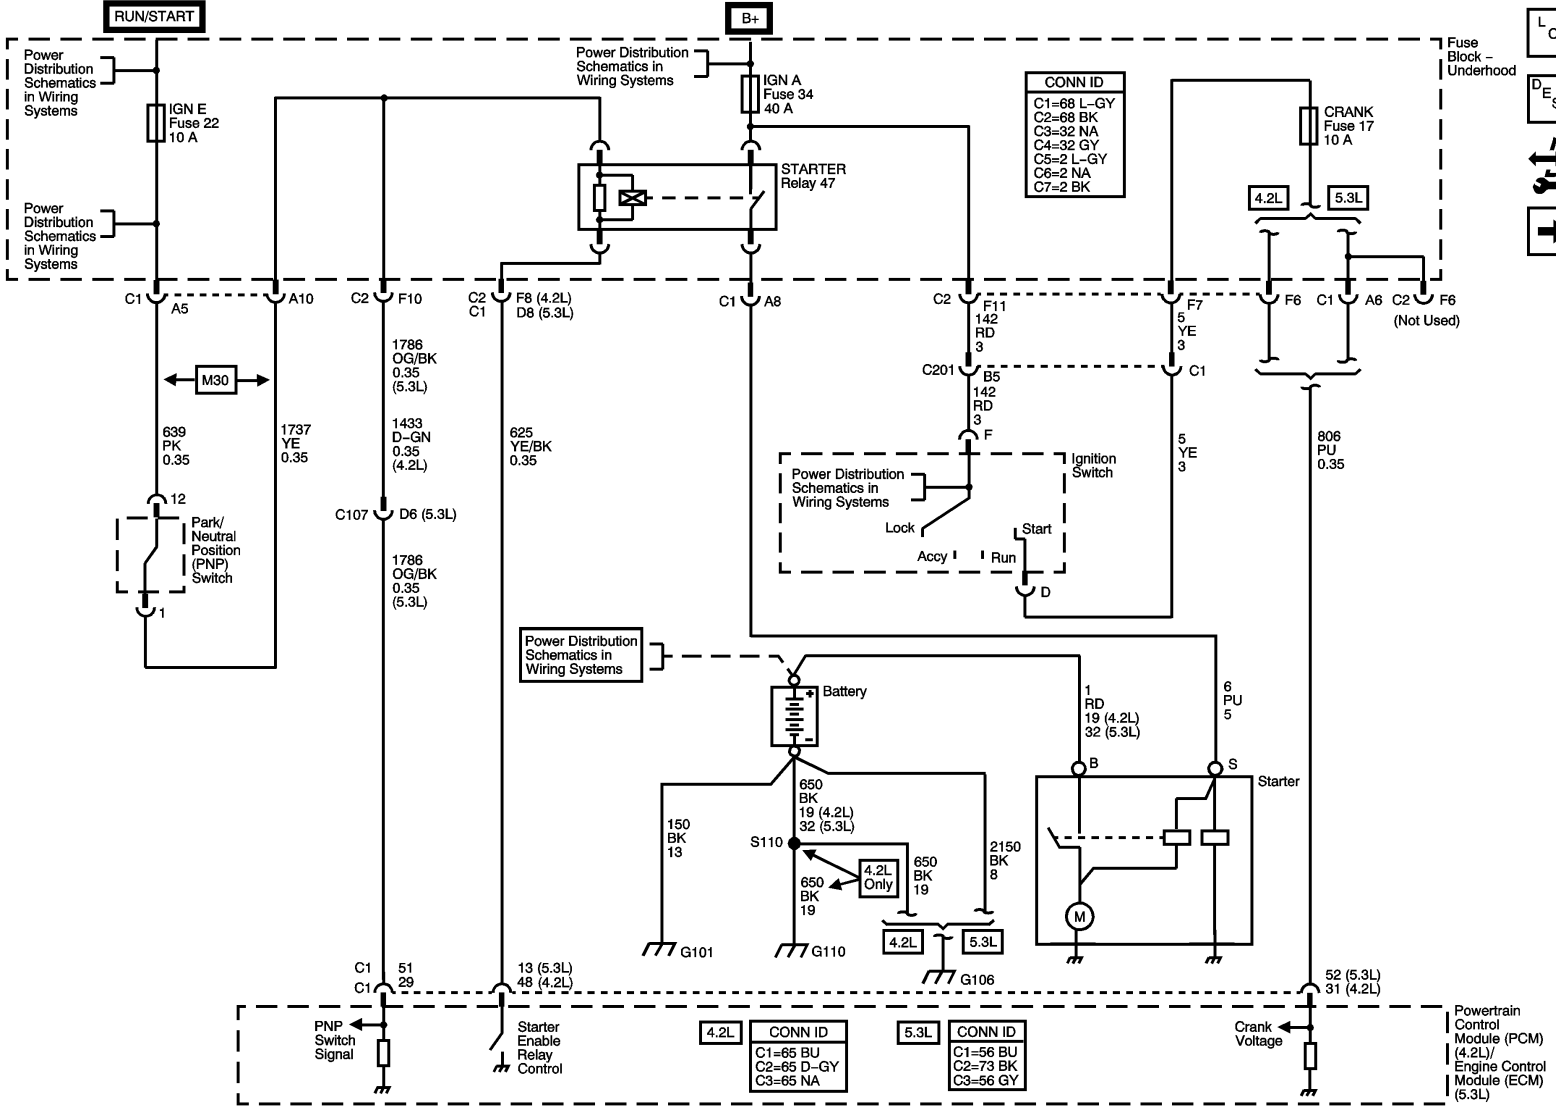 RUN/START
B+
Power
Distribution
Schematics
in Wiring
Systems
IGN E
Fuse 22
10 A
Power
Distribution
Schematics
in Wiring
Systems
Power Distribution
Schematics in
Wiring Systems
IGN A
Fuse 34
40 A
STARTER
Relay 47
CONN ID
C1=68 L-GY
C2=68 BK
C3=32 NA
C4=32 GY
C5=2 L-GY
C6=2 NA
C7=2 BK
CRANK
Fuse 17
10 A
4.2L
5.3L
Fuse
Block –
Underhood
L
D
E
C1
A5
A10
C2
F10
C2
C1
F8 (4.2L)
D8 (5.3L)
C1
A8
C2
F11
F7
F6
C1
A6
C2
F6
(Not Used)
142
RD
3
5
YE
3
C201
B5
C1
142
RD
3
F
M30
639
PK
0.35
1737
YE
0.35
1786
OG/BK
0.35
(5.3L)
1433
D-GN
0.35
(4.2L)
625
YE/BK
0.35
5
YE
3
806
PU
0.35
12
Park/
Neutral
Position
(PNP)
Switch
1
C107
D6 (5.3L)
1786
OG/BK
0.35
(5.3L)
Ignition
Switch
Power Distribution
Schematics in
Wiring Systems
Lock
Accy
Run
Start
D
Power Distribution
Schematics in
Wiring Systems
Battery
+
–
1
RD
19 (4.2L)
32 (5.3L)
6
PU
5
B
S
Starter
M
650
BK
19 (4.2L)
32 (5.3L)
150
BK
13
S110
650
BK
19
4.2L
Only
650
BK
19
2150
BK
8
4.2L
5.3L
G101
G110
G106
C1
51
C1
29
13 (5.3L)
48 (4.2L)
52 (5.3L)
31 (4.2L)
PNP
Switch
Signal
Starter
Enable
Relay
Control
4.2L
CONN ID
C1=65 BU
C2=65 D-GY
C3=65 NA
5.3L
CONN ID
C1=56 BU
C2=73 BK
C3=56 GY
Crank
Voltage
Powertrain
Control
Module (PCM)
(4.2L)/
Engine Control
Module (ECM)
(5.3L)